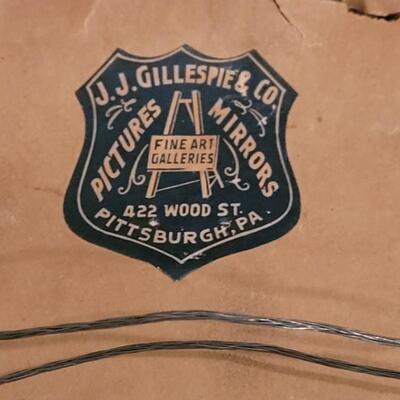 J. J. GILLESPIE & CO.
PICTURES
MIRRORS
FINE ART
GALLERIES
422 WOOD ST.
PITTSBURGH, PA.